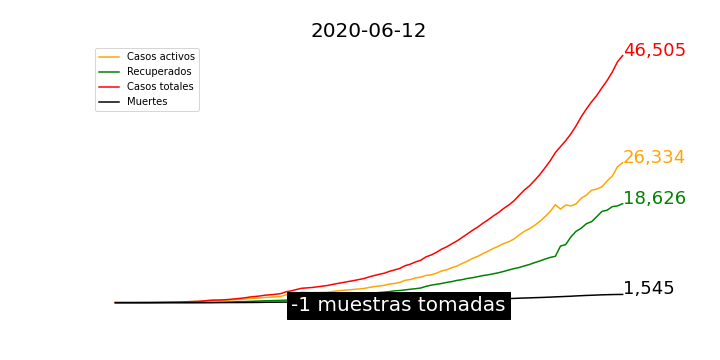 2020-06-12
Casos activos
Recuperados
Casos totales
Muertes
46,505
26,334
18,626
1,545
-1 muestras tomadas